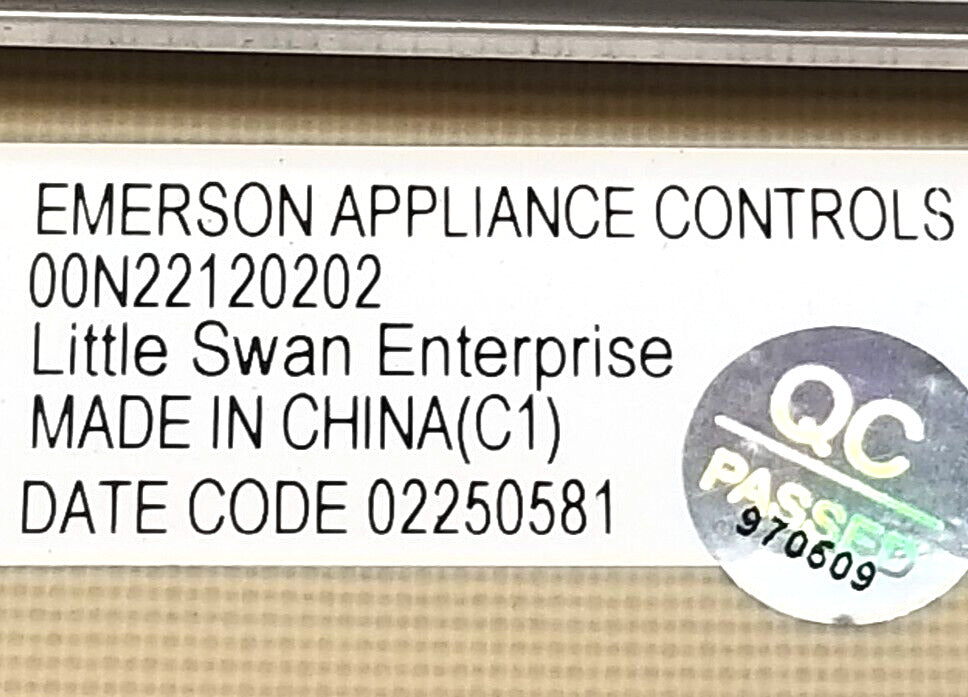 EMERSON APPLIANCE CONTROLS
00N22120202
Little Swan Enterprise
MADE IN CHINA(C1)
DATE CODE 02250581
QC
PASSED
970609